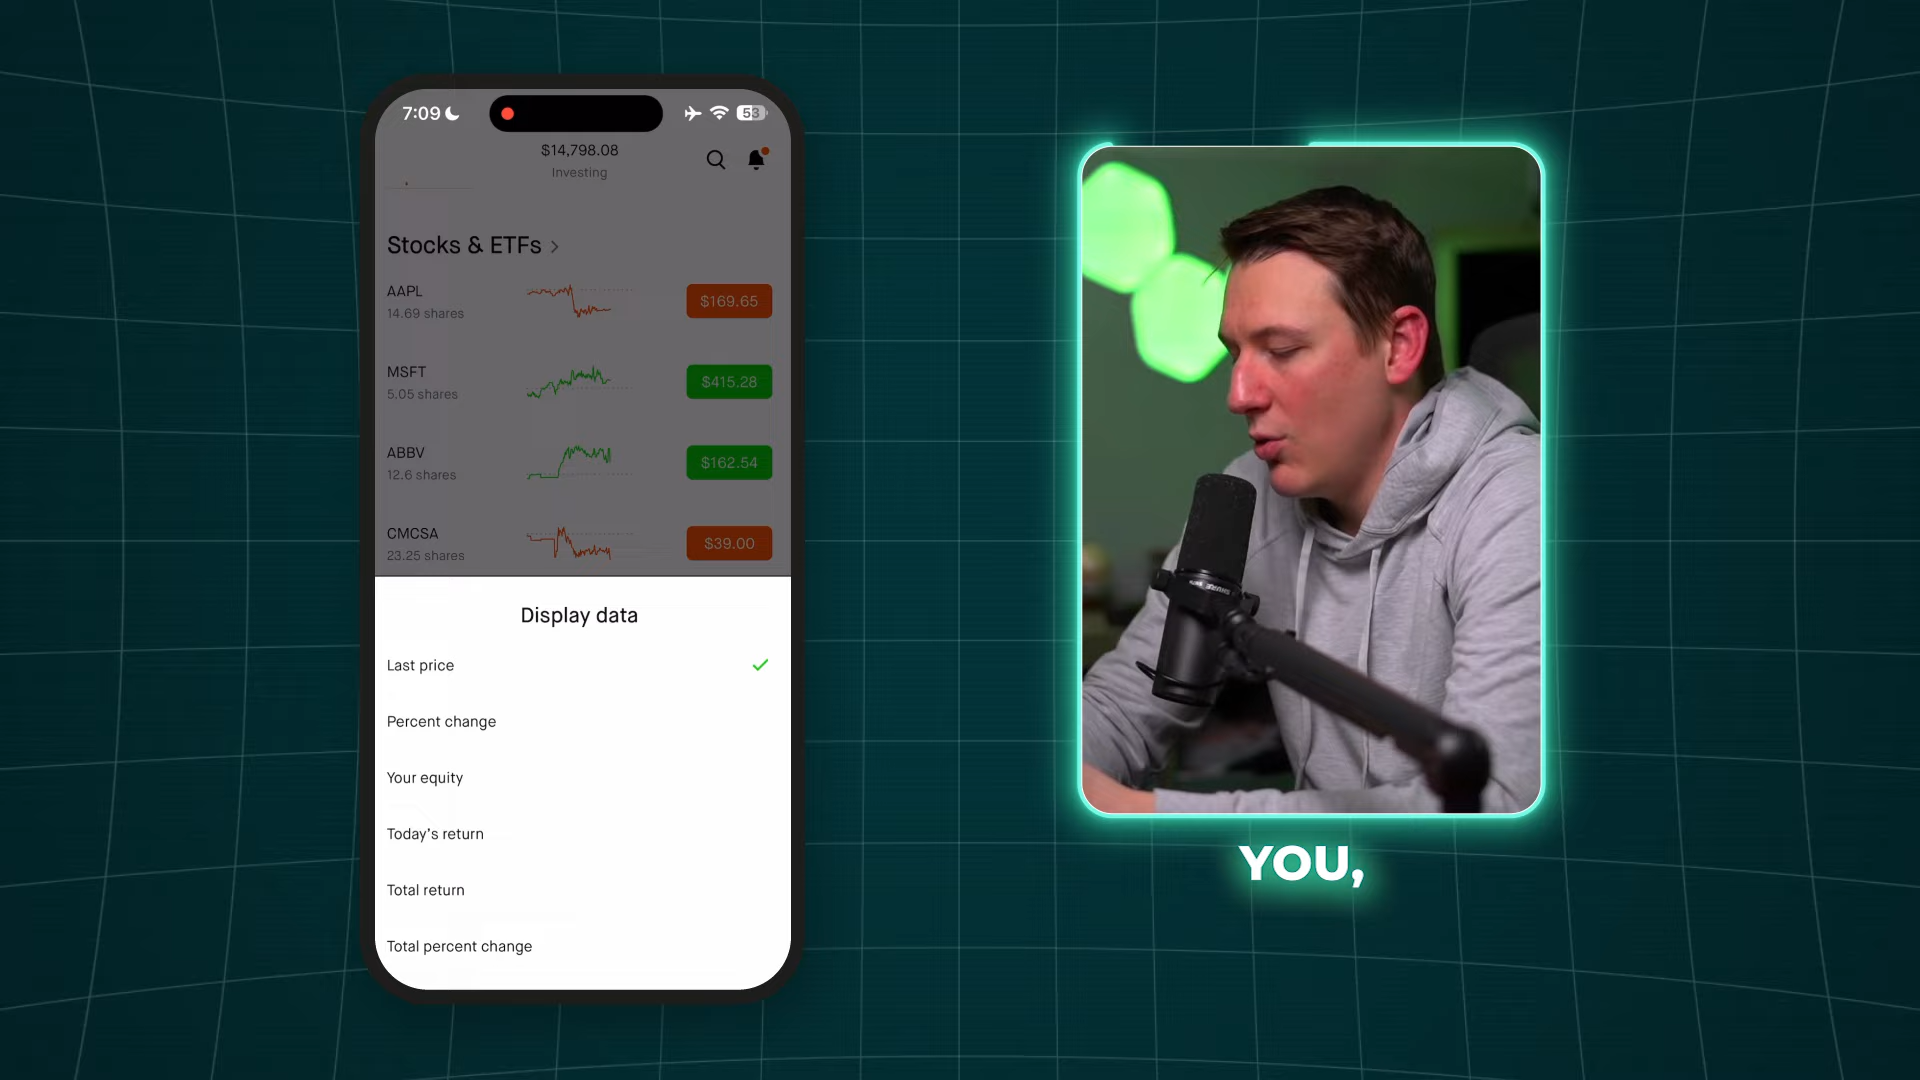 7:09
53
$14,798.08
Investing
Stocks & ETFs
AAPL
14.69 shares
$169.65
MSFT
5.05 shares
$415.28
ABBV
12.6 shares
$162.54
CMCSA
23.25 shares
$39.00
Display data
Last price
Percent change
Your equity
Today's return
Total return
Total percent change
SHURE
YOU,